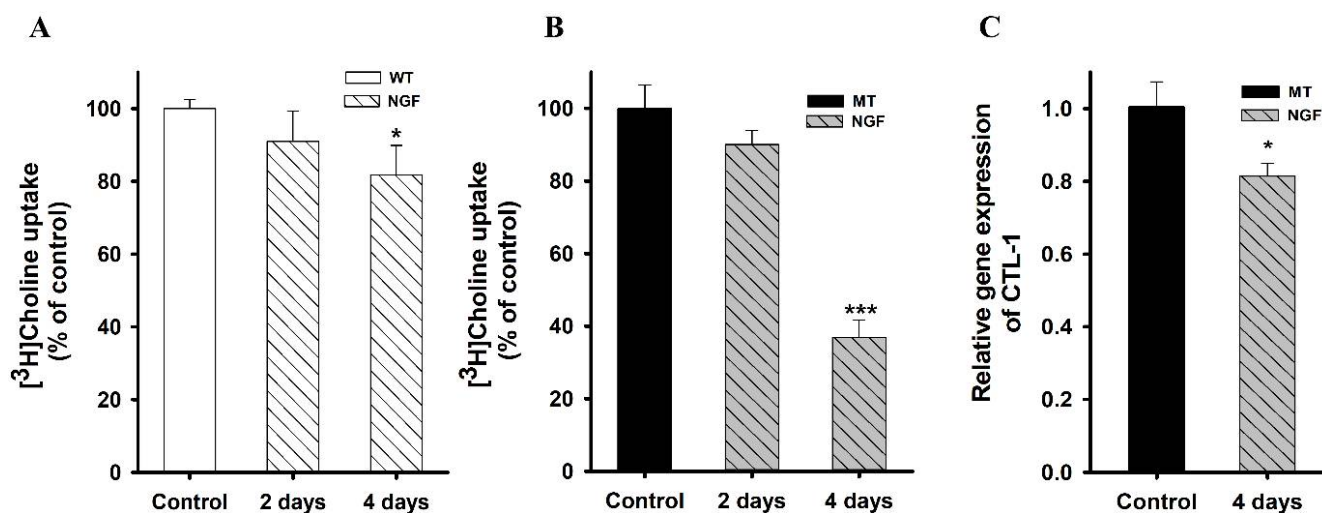 A
[³H]Choline uptake
(% of control)
100
80
60
40
20
0
WT
NGF
*
Control 2 days 4 days
B
[³H]Choline uptake
(% of control)
100
80
60
40
20
0
MT
NGF
***
Control 2 days 4 days
C
Relative gene expression
of CTL-1
1.0
0.8
0.6
0.4
0.2
0.0
MT
NGF
*
Control 4 days